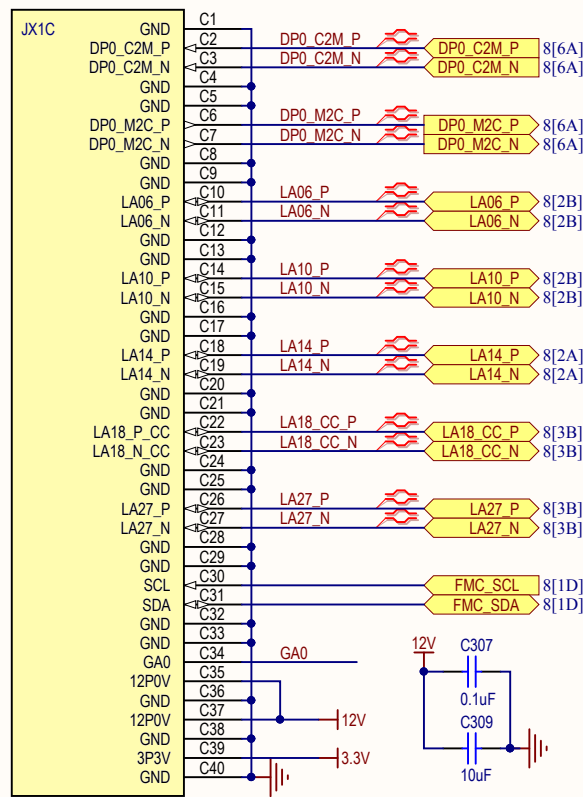 JX1C GND C1
DP0_C2M_P C2 DP0_C2M_P DP0_C2M_P 8[6A]
DP0_C2M_N C3 DP0_C2M_N DP0_C2M_N 8[6A]
GND C4
GND C5
DP0_M2C_P C6 DP0_M2C_P DP0_M2C_P 8[6A]
DP0_M2C_N C7 DP0_M2C_N DP0_M2C_N 8[6A]
GND C8
GND C9
LA06_P C10 LA06_P LA06_P 8[2B]
LA06_N C11 LA06_N LA06_N 8[2B]
GND C12
GND C13
LA10_P C14 LA10_P LA10_P 8[2B]
LA10_N C15 LA10_N LA10_N 8[2B]
GND C16
GND C17
LA14_P C18 LA14_P LA14_P 8[2A]
LA14_N C19 LA14_N LA14_N 8[2A]
GND C20
GND C21
LA18_P_CC C22 LA18_CC_P LA18_CC_P 8[3B]
LA18_N_CC C23 LA18_CC_N LA18_CC_N 8[3B]
GND C24
GND C25
LA27_P C26 LA27_P LA27_P 8[3B]
LA27_N C27 LA27_N LA27_N 8[3B]
GND C28
GND C29
SCL C30 FMC_SCL 8[1D]
SDA C31 FMC_SDA 8[1D]
GND C32
GND C33
GA0 C34 GA0
12P0V C35
GND C36
12P0V C37 12V
GND C38
3P3V C39 3.3V
GND C40
12V C307
0.1uF
C309
10uF